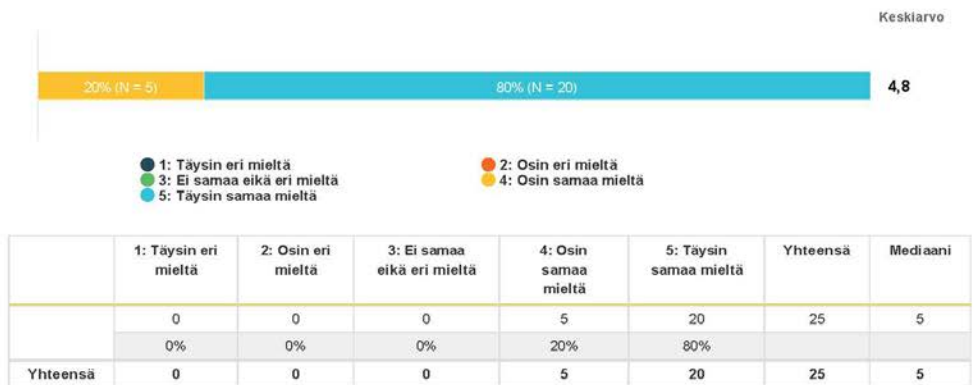 Keskiarvo
20% (N = 5) 80% (N = 20) 4,8
1: Täysin eri mieltä 2: Osin eri mieltä
3: Ei samaa eikä eri mieltä 4: Osin samaa mieltä
5: Täysin samaa mieltä
1: Täysin eri mieltä 2: Osin eri mieltä 3: Ei samaa eikä eri mieltä 4: Osin samaa mieltä 5: Täysin samaa mieltä Yhteensä Mediaani
0 0 0 5 20 25 5
0% 0% 0% 20% 80%
Yhteensä 0 0 0 5 20 25 5